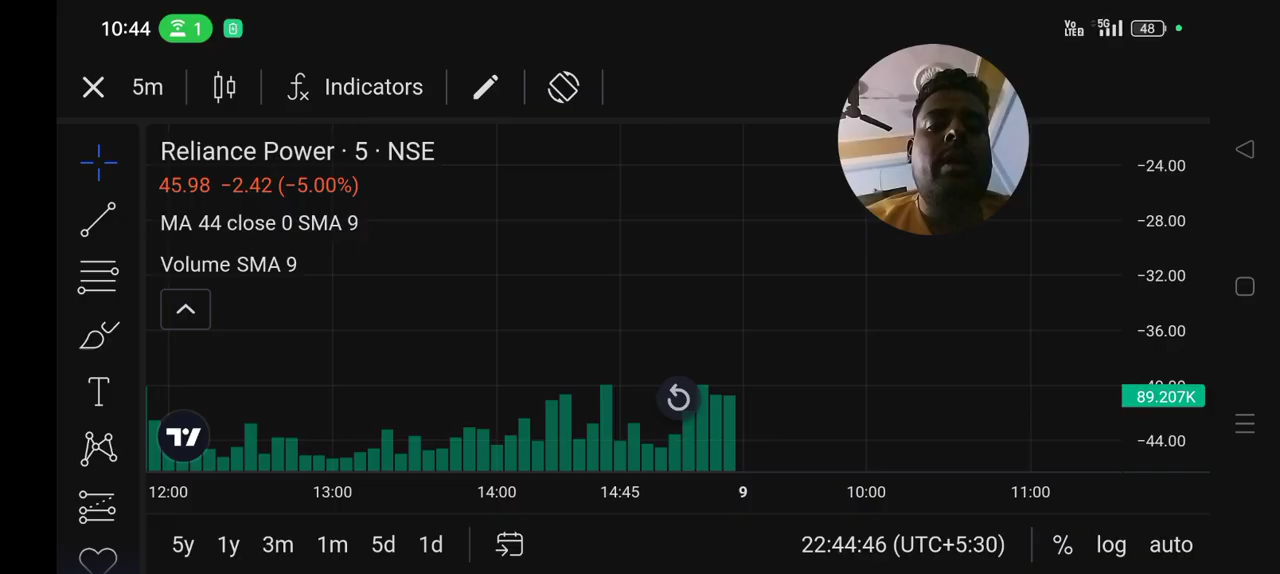 10:44 1 Vo LTE2 5G 48
5m Indicators
Reliance Power · 5 · NSE
45.98 −2.42 (−5.00%)
MA 44 close 0 SMA 9
Volume SMA 9
−24.00
−28.00
−32.00
−36.00
89.207K
−44.00
12:00 13:00 14:00 14:45 9 10:00 11:00
5y 1y 3m 1m 5d 1d 22:44:46 (UTC+5:30) % log auto